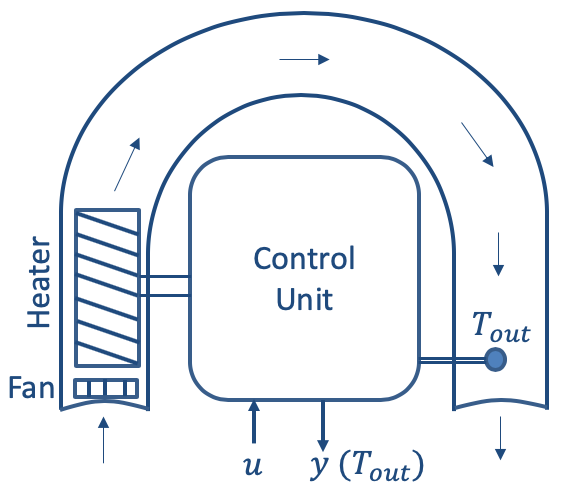 Control
Unit
Heater
T_out
Fan
u
y (T_out)